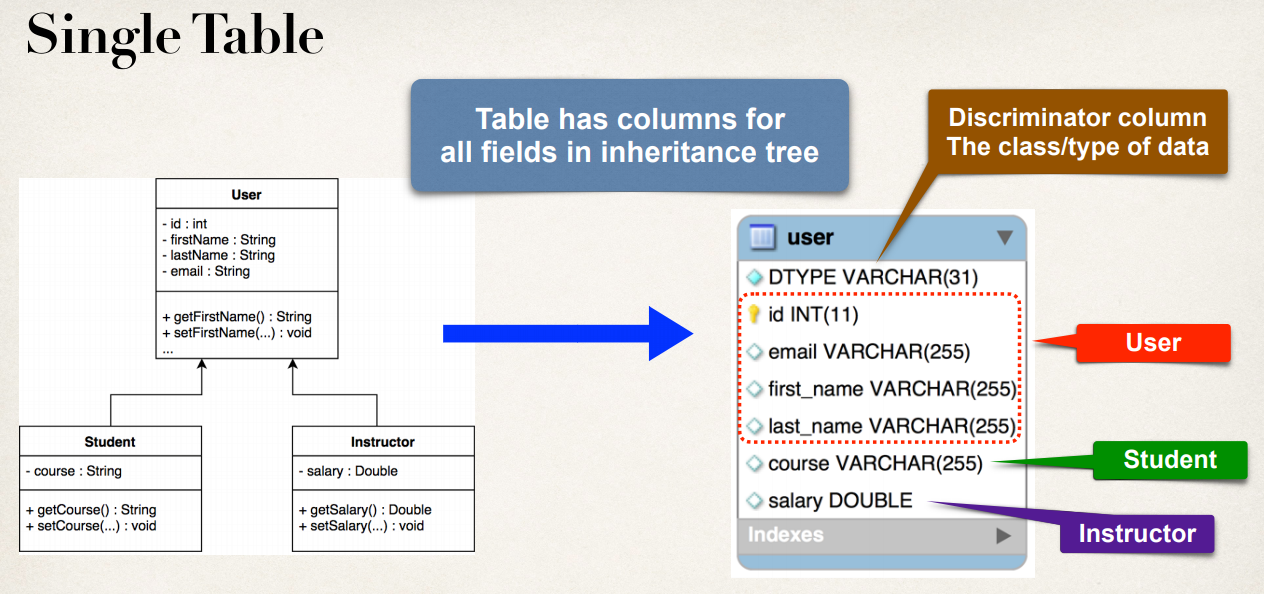 Single Table
Table has columns for
all fields in inheritance tree
Discriminator column
The class/type of data
User
- id : int
- firstName : String
- lastName : String
- email : String
+ getFirstName() : String
+ setFirstName(...) : void
...
Student
- course : String
+ getCourse() : String
+ setCourse(...) : void
Instructor
- salary : Double
+ getSalary() : Double
+ setSalary(...) : void
user
DTYPE VARCHAR(31)
id INT(11)
email VARCHAR(255)
first_name VARCHAR(255)
last_name VARCHAR(255)
course VARCHAR(255)
salary DOUBLE
Indexes
User
Student
Instructor